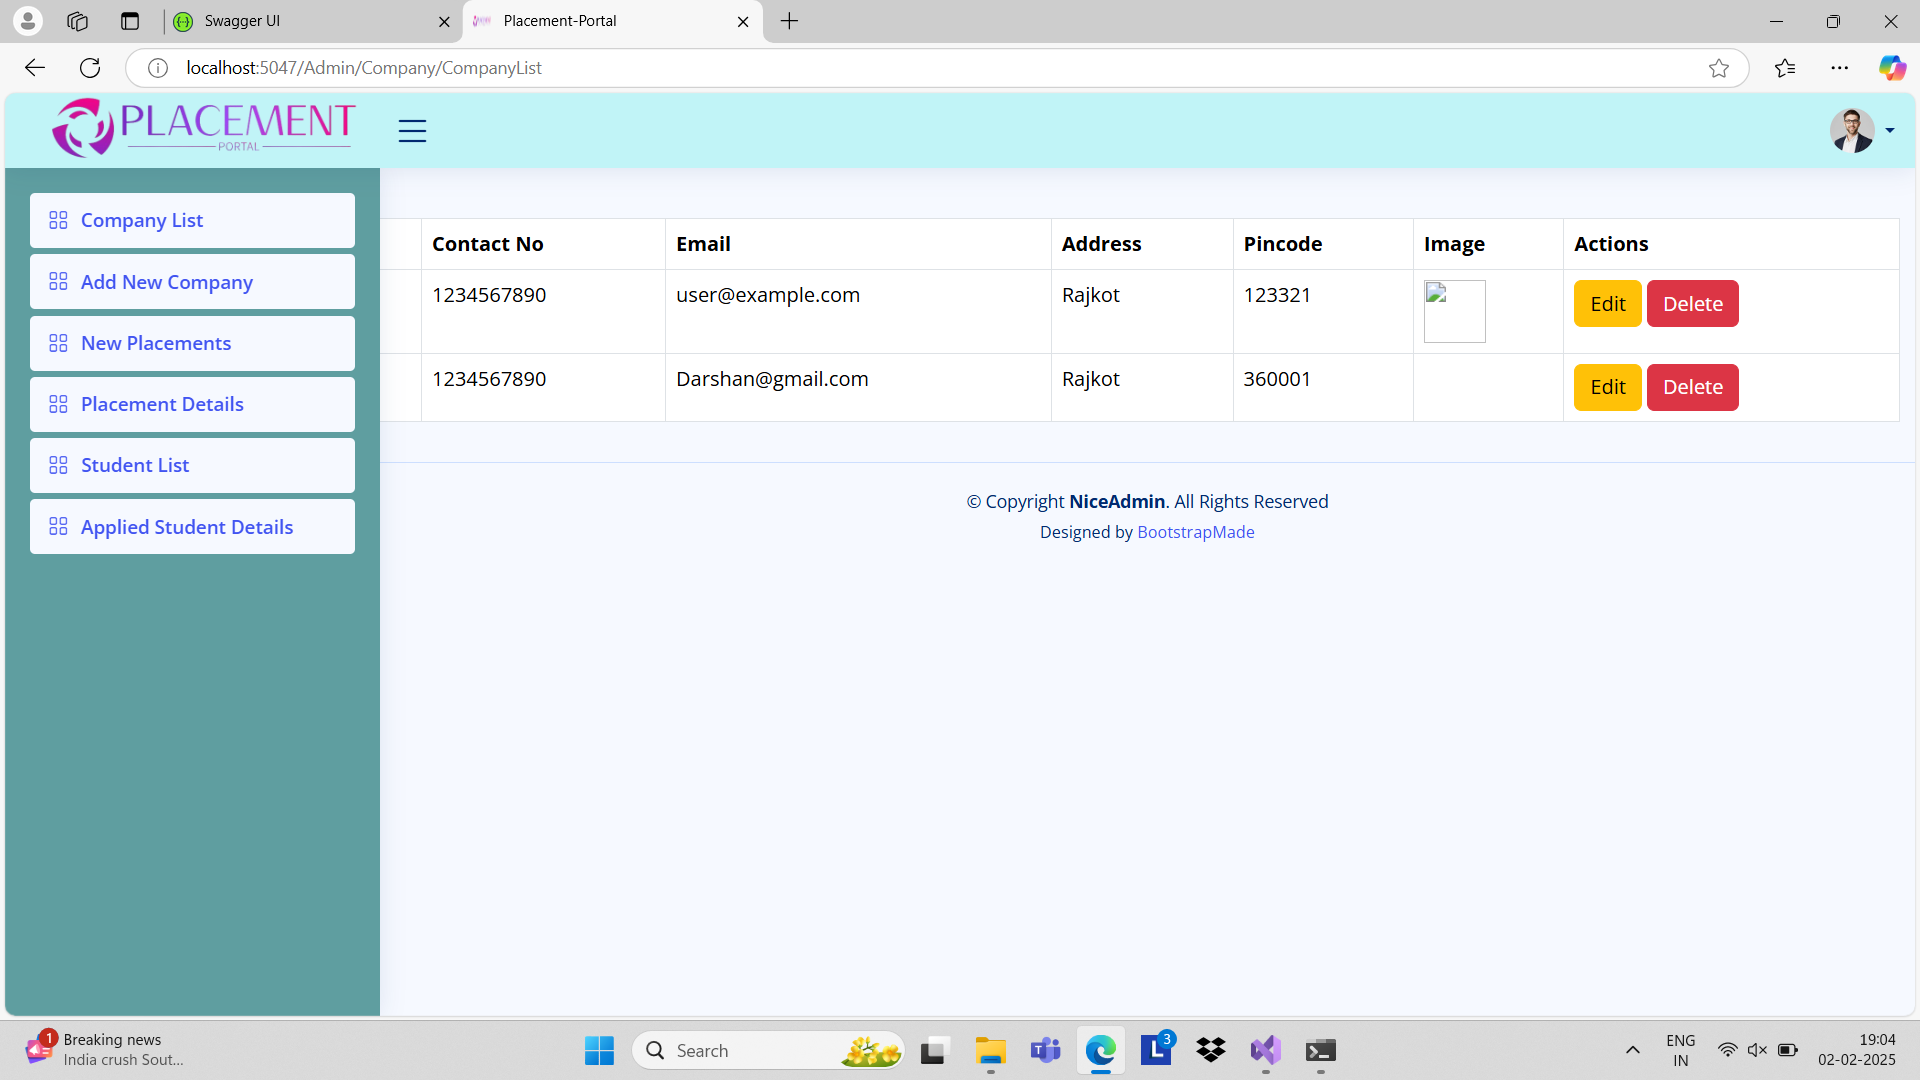 Swagger UI
Placement-Portal
localhost:5047/Admin/Company/CompanyList
PLACEMENT
PORTAL
Company List
Add New Company
New Placements
Placement Details
Student List
Applied Student Details
Contact No Email Address Pincode Image Actions
1234567890 user@example.com Rajkot 123321 Edit Delete
1234567890 Darshan@gmail.com Rajkot 360001 Edit Delete
© Copyright NiceAdmin. All Rights Reserved
Designed by BootstrapMade
1
Breaking news
India crush Sout...
Search
L 3
ENG
IN
19:04
02-02-2025